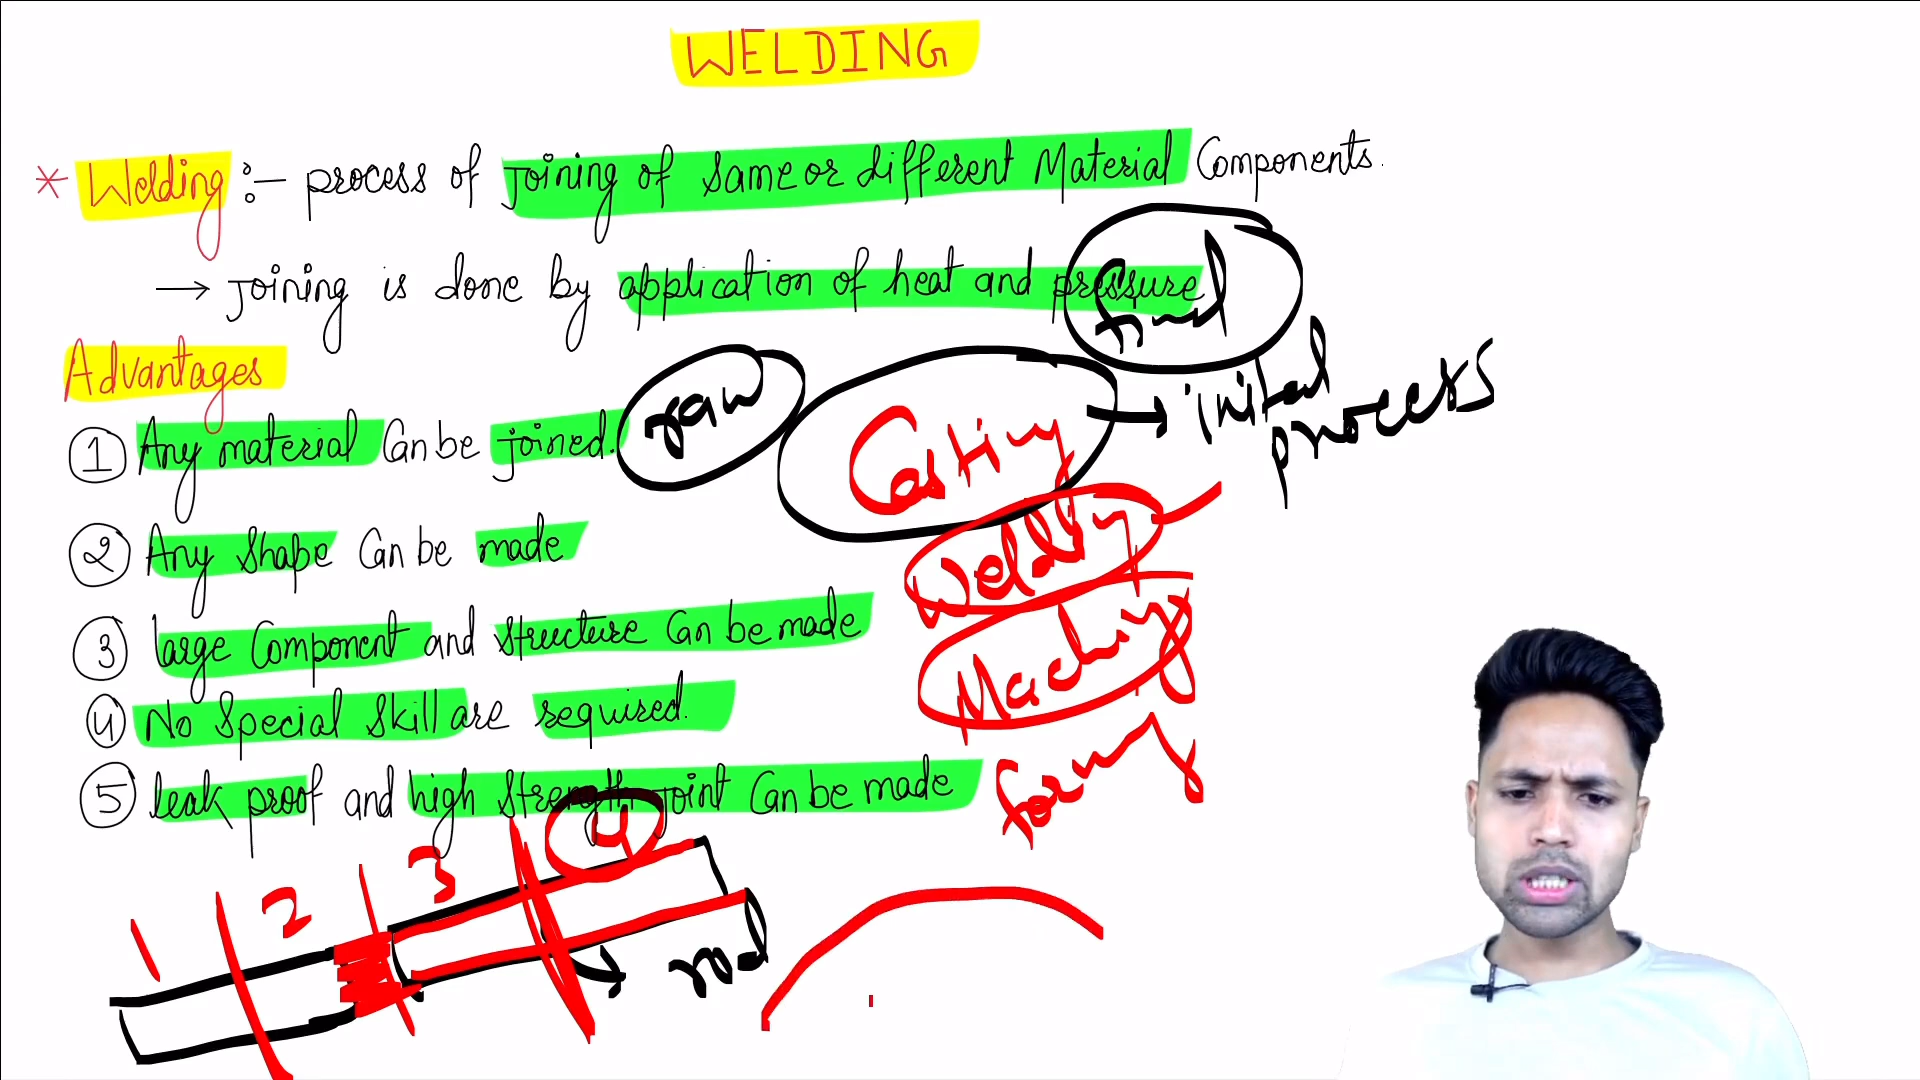 WELDING
* Welding :- process of joining of same or different Material Components.
→ joining is done by application of heat and pressure
final
initial process
Advantages
raw
Casting
① Any material Can be joined.
Welding
② Any shape Can be made
Machining
③ large Component and structure Can be made
④ No special skill are required.
forming
⑤ leak proof and high strength joint Can be made
1 2 3 4
rod